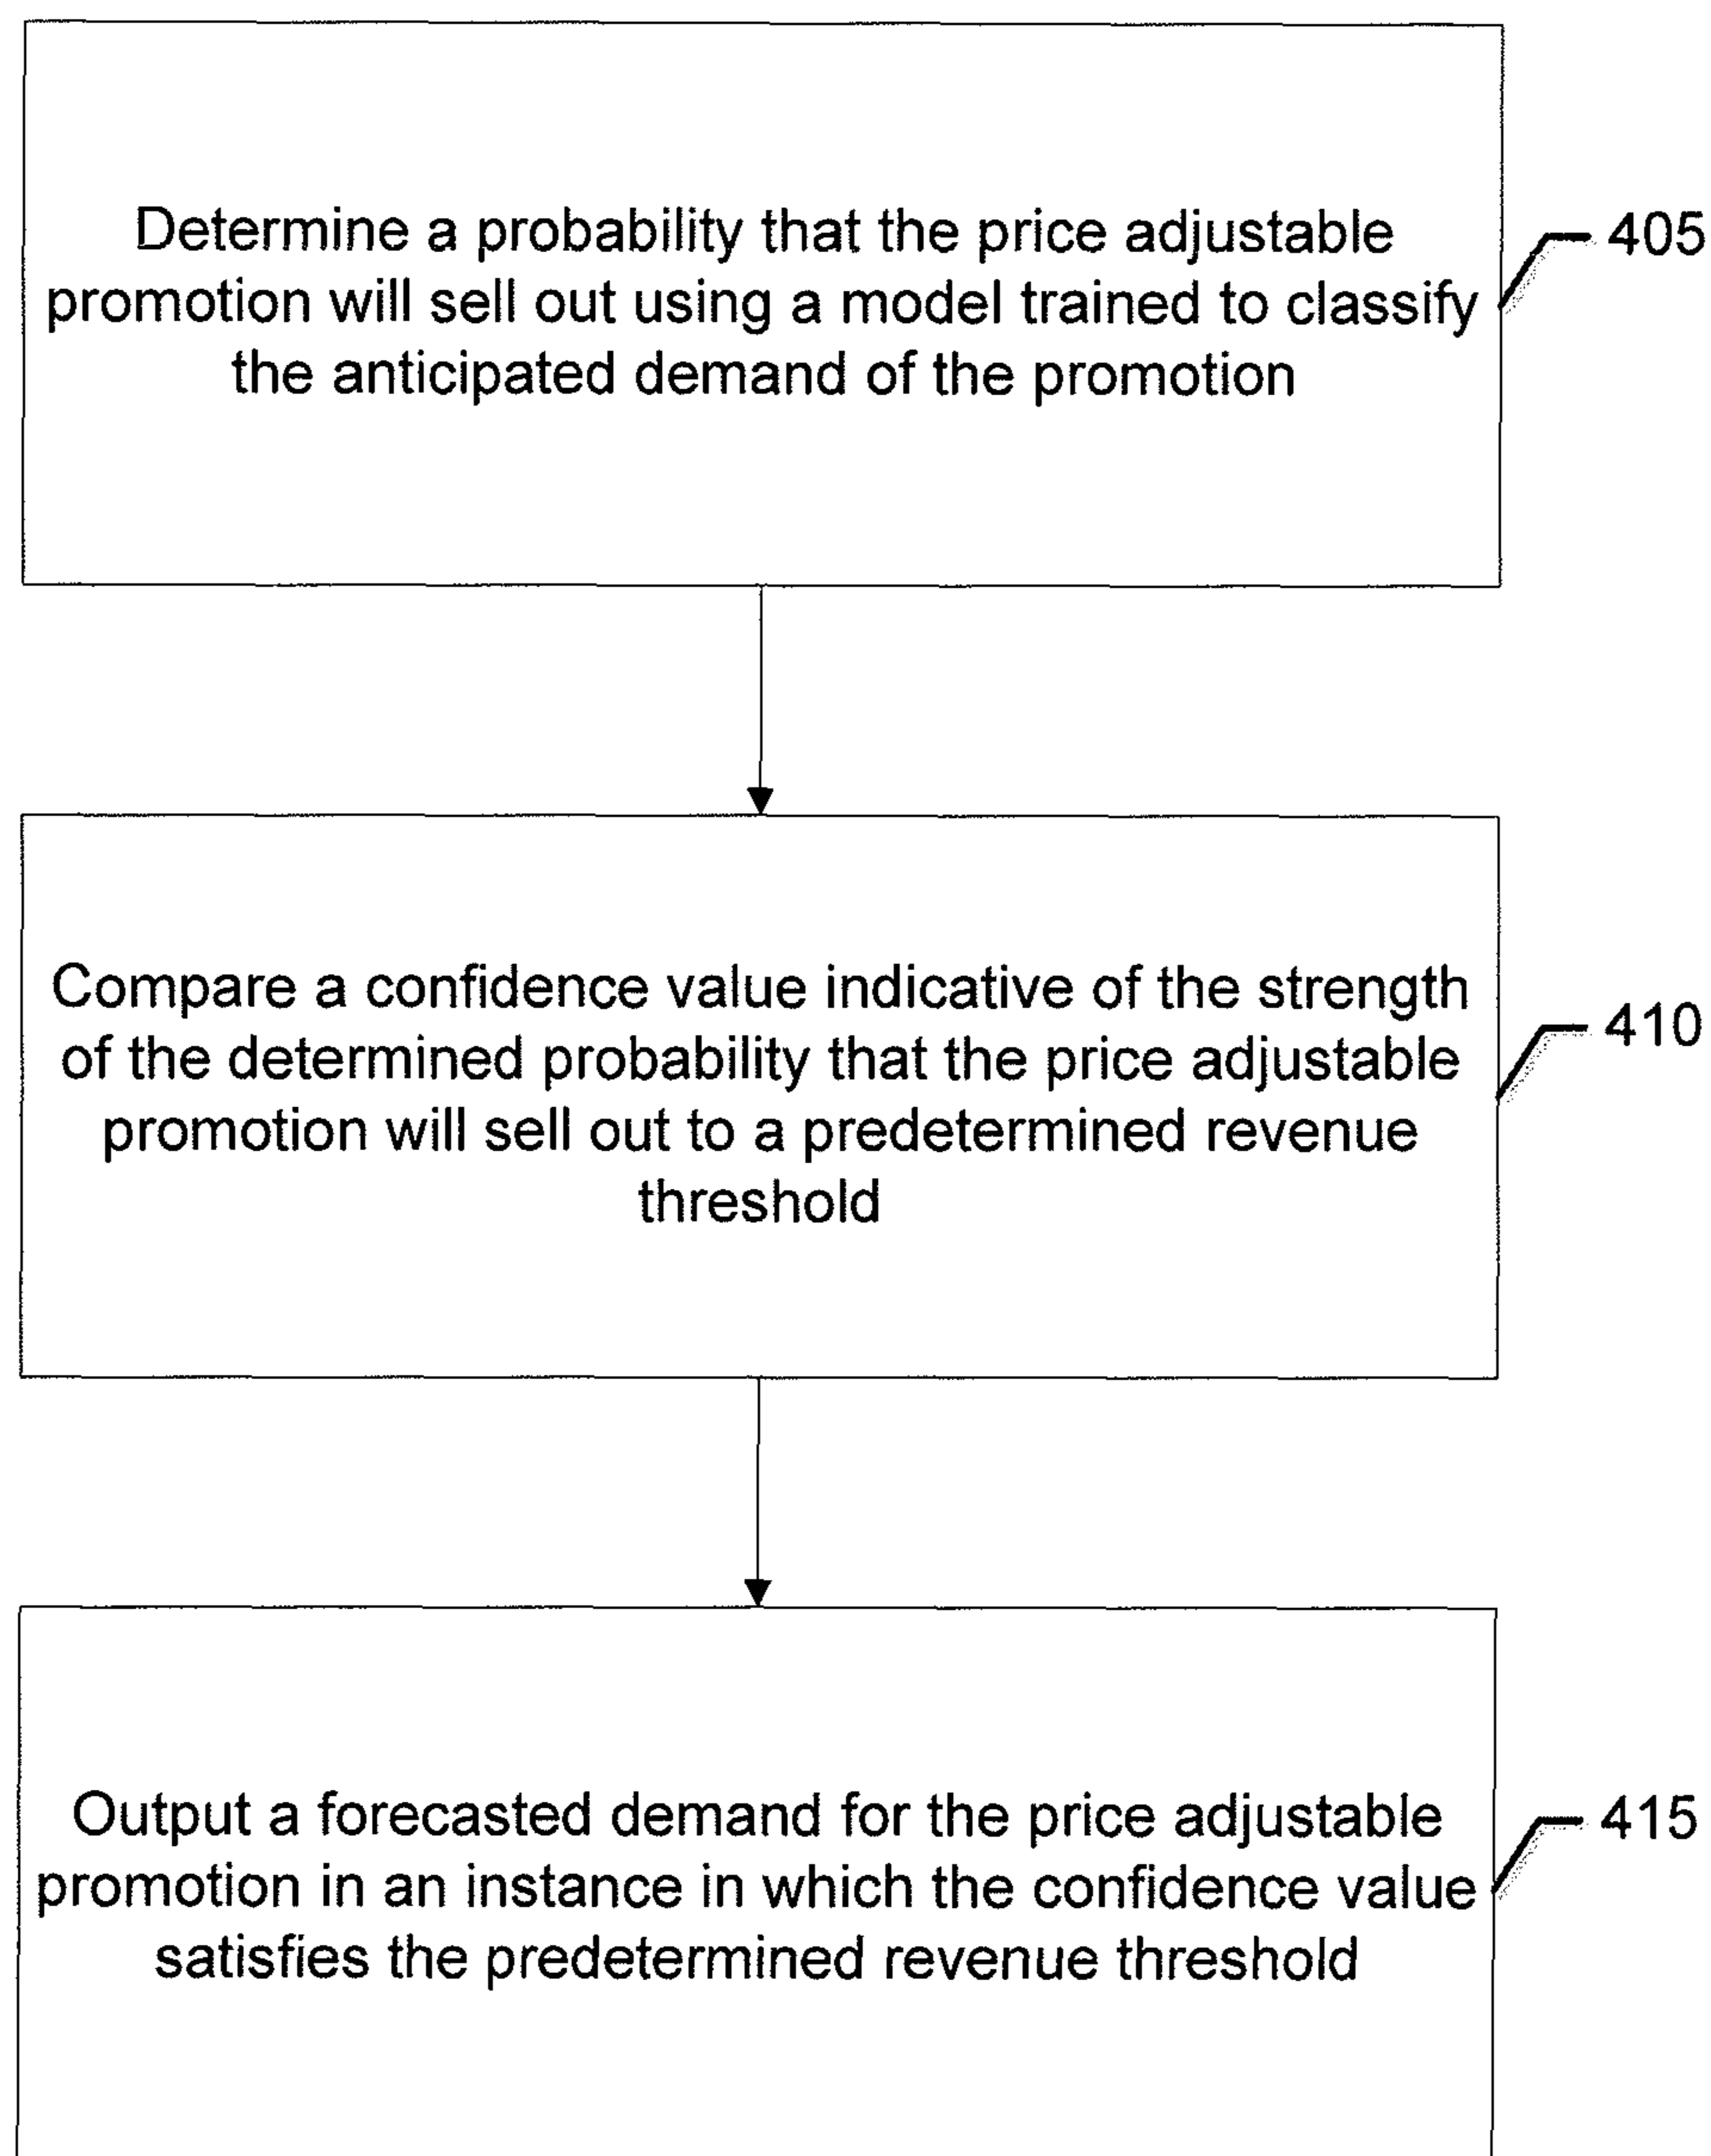 Determine a probability that the price adjustable
promotion will sell out using a model trained to classify
the anticipated demand of the promotion
405
Compare a confidence value indicative of the strength
of the determined probability that the price adjustable
promotion will sell out to a predetermined revenue
threshold
410
Output a forecasted demand for the price adjustable
promotion in an instance in which the confidence value
satisfies the predetermined revenue threshold
415